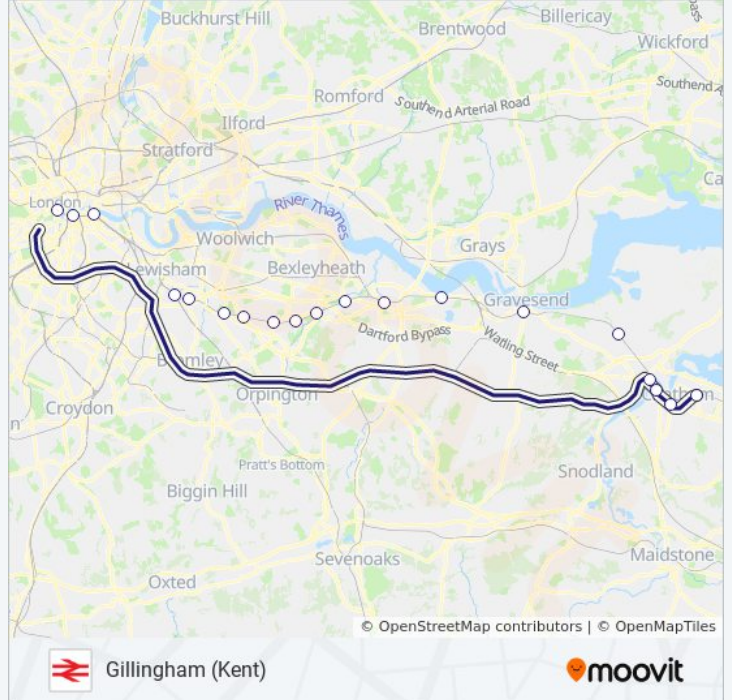 Buckhurst Hill
Billericay
Brentwood
Wickford
Romford
Southend Arterial Road
Southend A
Ilford
Stratford
Ca
London
River Thames
Woolwich
Grays
Lewisham
Bexleyheath
Gravesend
Dartford Bypass
Watling Street
Bromley
Orpington
Croydon
n
Pratt's Bottom
Snodland
Biggin Hill
Sevenoaks
Maidstone
Oxted
© OpenStreetMap contributors | © OpenMapTiles
Gillingham (Kent)
moovit